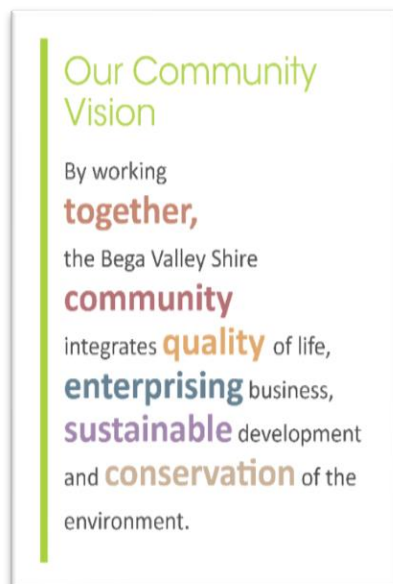 Our Community
Vision
By working
together,
the Bega Valley Shire
community
integrates quality of life,
enterprising business,
sustainable development
and conservation of the
environment.